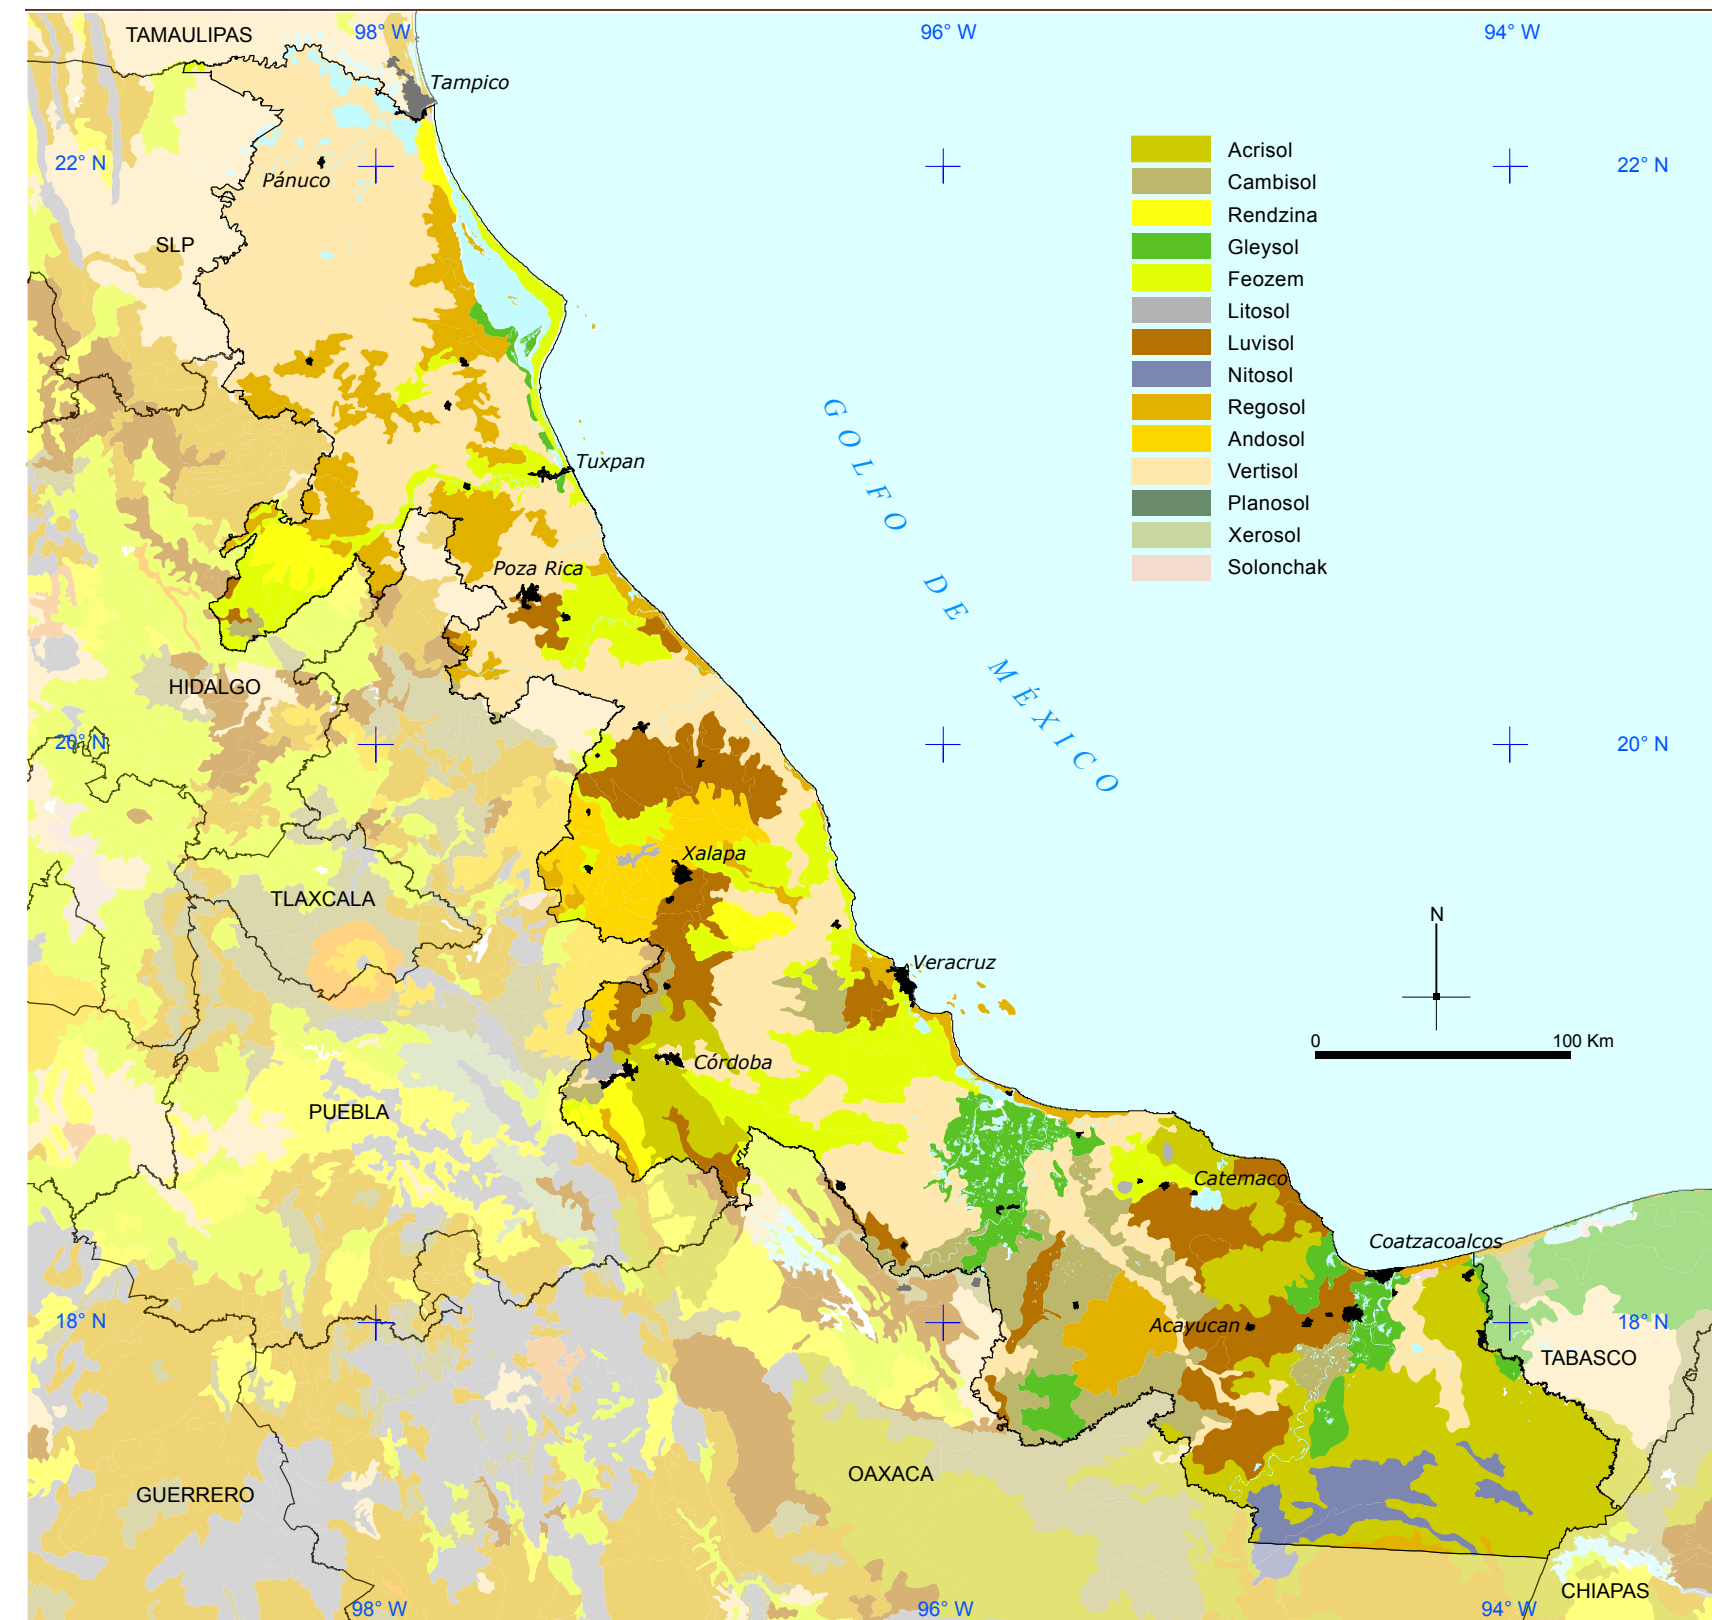 98° W
96° W
94° W
TAMAULIPAS
Tampico
22° N
Pánuco
22° N
SLP
Acrisol
Cambisol
Rendzina
Gleysol
Feozem
Litosol
Luvisol
Nitosol
Regosol
Andosol
Vertisol
Planosol
Xerosol
Solonchak
GOLFO DE MÉXICO
Tuxpan
Poza Rica
HIDALGO
20° N
20° N
Xalapa
TLAXCALA
N
Veracruz
0 100 Km
Córdoba
PUEBLA
Catemaco
Coatzacoalcos
18° N
Acayucan
18° N
TABASCO
OAXACA
GUERRERO
CHIAPAS
98° W
96° W
94° W